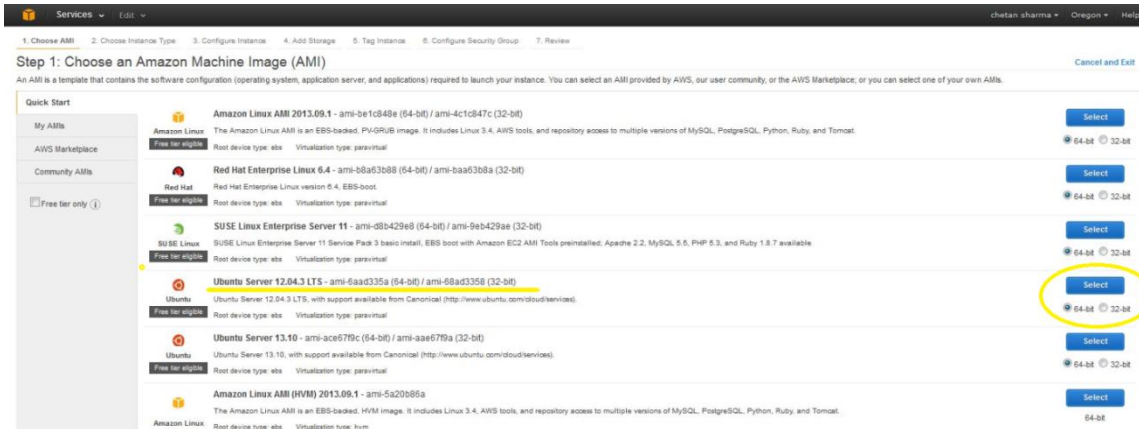 Services Edit chetan sharma Oregon Help
1. Choose AMI 2. Choose Instance Type 3. Configure Instance 4. Add Storage 5. Tag Instance 6. Configure Security Group 7. Review
Step 1: Choose an Amazon Machine Image (AMI)
Cancel and Exit
An AMI is a template that contains the software configuration (operating system, application server, and applications) required to launch your instance. You can select an AMI provided by AWS, our user community, or the AWS Marketplace; or you can select one of your own AMIs.
Quick Start
My AMIs
AWS Marketplace
Community AMIs
Free tier only
Amazon Linux
Free tier eligible
Amazon Linux AMI 2013.09.1 - ami-be1c848e (64-bit) / ami-4c1c847c (32-bit)
The Amazon Linux AMI is an EBS-backed, PV-GRUB image. It includes Linux 3.4, AWS tools, and repository access to multiple versions of MySQL, PostgreSQL, Python, Ruby, and Tomcat.
Root device type: ebs Virtualization type: paravirtual
Select
64-bit 32-bit
Red Hat
Free tier eligible
Red Hat Enterprise Linux 6.4 - ami-b8a63b88 (64-bit) / ami-baa63b8a (32-bit)
Red Hat Enterprise Linux version 6.4, EBS-boot.
Root device type: ebs Virtualization type: paravirtual
Select
64-bit 32-bit
SUSE Linux
Free tier eligible
SUSE Linux Enterprise Server 11 - ami-d8b429e8 (64-bit) / ami-9eb429ae (32-bit)
SUSE Linux Enterprise Server 11 Service Pack 3 basic install, EBS boot with Amazon EC2 AMI Tools preinstalled; Apache 2.2, MySQL 5.5, PHP 5.3, and Ruby 1.8.7 available
Root device type: ebs Virtualization type: paravirtual
Select
64-bit 32-bit
Ubuntu
Free tier eligible
Ubuntu Server 12.04.3 LTS - ami-6aad335a (64-bit) / ami-68ad3358 (32-bit)
Ubuntu Server 12.04.3 LTS, with support available from Canonical (http://www.ubuntu.com/cloud/services).
Root device type: ebs Virtualization type: paravirtual
Select
64-bit 32-bit
Ubuntu
Free tier eligible
Ubuntu Server 13.10 - ami-ace67f9c (64-bit) / ami-aae67f9a (32-bit)
Ubuntu Server 13.10, with support available from Canonical (http://www.ubuntu.com/cloud/services).
Root device type: ebs Virtualization type: paravirtual
Select
64-bit 32-bit
Amazon Linux
Amazon Linux AMI (HVM) 2013.09.1 - ami-5a20b86a
The Amazon Linux AMI is an EBS-backed, HVM image. It includes Linux 3.4, AWS tools, and repository access to multiple versions of MySQL, PostgreSQL, Python, Ruby, and Tomcat.
Root device type: ebs Virtualization type: hvm
Select
64-bit